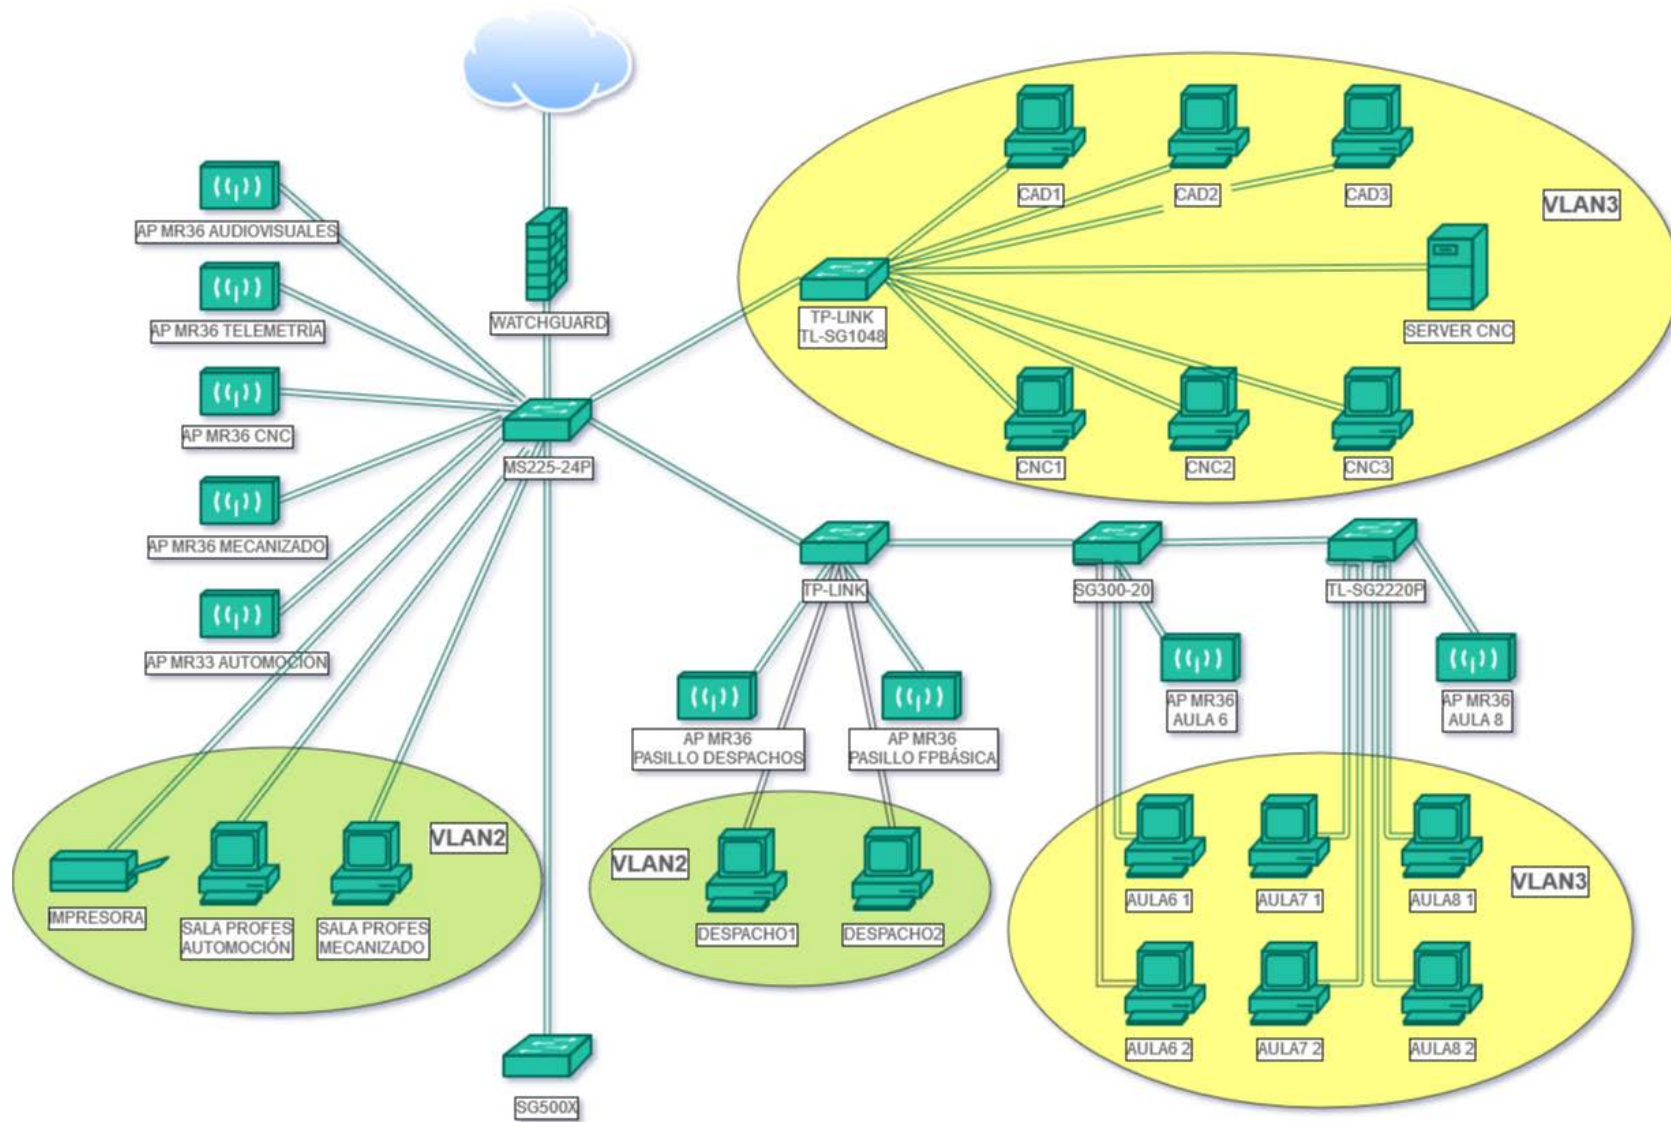 AP MR36 AUDIOVISUALES
AP MR36 TELEMETRÍA
AP MR36 CNC
AP MR36 MECANIZADO
AP MR33 AUTOMOCIÓN
WATCHGUARD
MS225-24P
CAD1
CAD2
CAD3
VLAN3
TP-LINK
TL-SG1048
SERVER CNC
CNC1
CNC2
CNC3
TP-LINK
SG300-20
TL-SG2220P
AP MR36
PASILLO DESPACHOS
AP MR36
PASILLO FPBÁSICA
AP MR36
AULA 6
AP MR36
AULA 8
VLAN2
IMPRESORA
SALA PROFES
AUTOMOCIÓN
SALA PROFES
MECANIZADO
VLAN2
DESPACHO1
DESPACHO2
VLAN3
AULA6 1
AULA7 1
AULA8 1
AULA6 2
AULA7 2
AULA8 2
SG500X